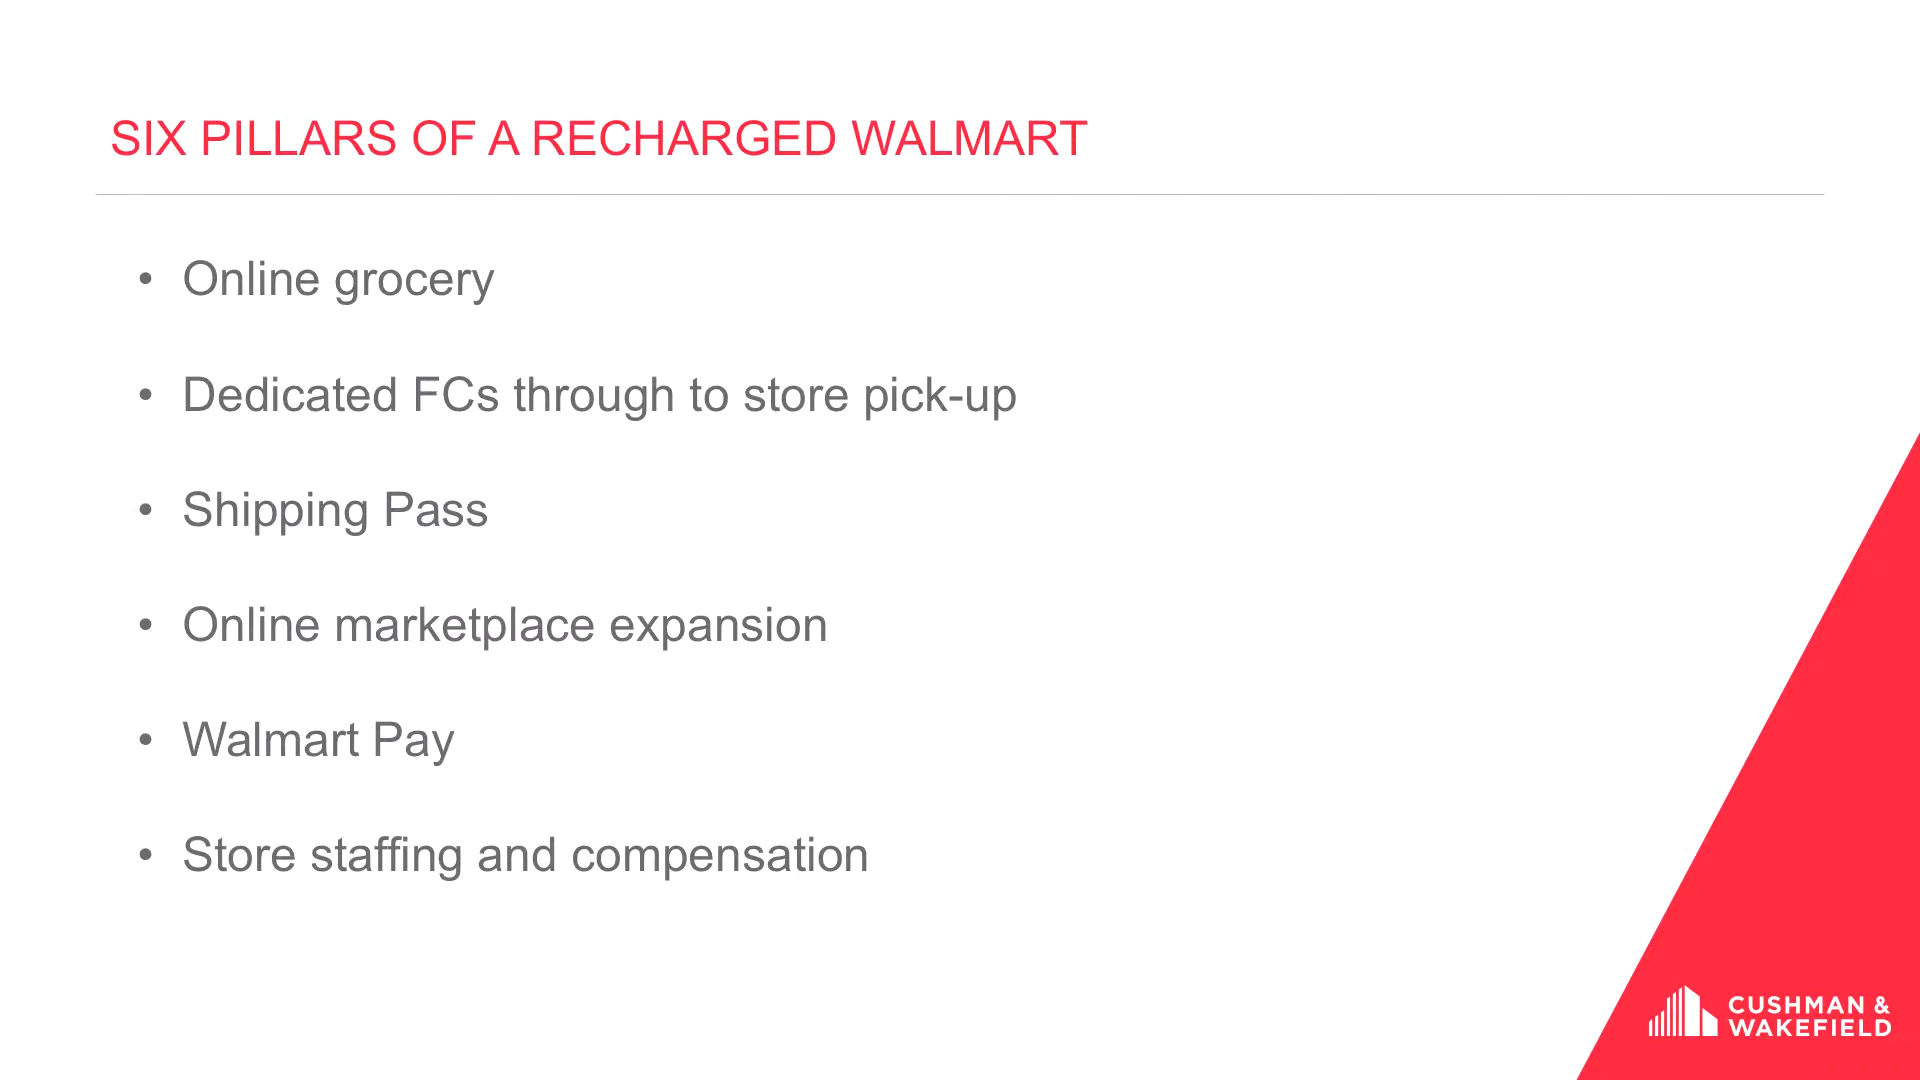 SIX PILLARS OF A RECHARGED WALMART
• Online grocery
• Dedicated FCs through to store pick-up
• Shipping Pass
• Online marketplace expansion
• Walmart Pay
• Store staffing and compensation
CUSHMAN &
WAKEFIELD